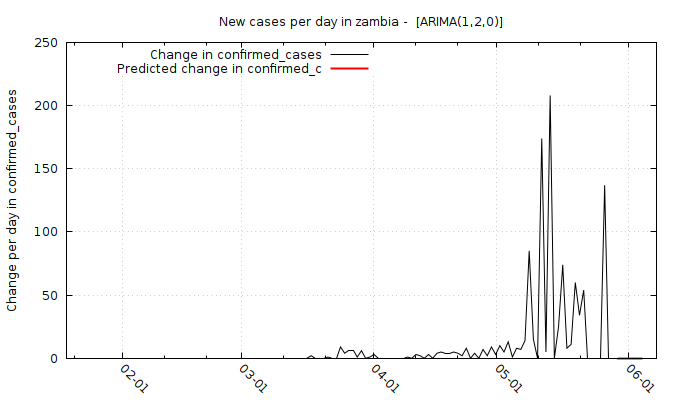 New cases per day in zambia -  [ARIMA(1,2,0)]
Change in confirmed_cases
Predicted change in confirmed_c
Change per day in confirmed_cases
250
200
150
100
50
0
02-01
03-01
04-01
05-01
06-01